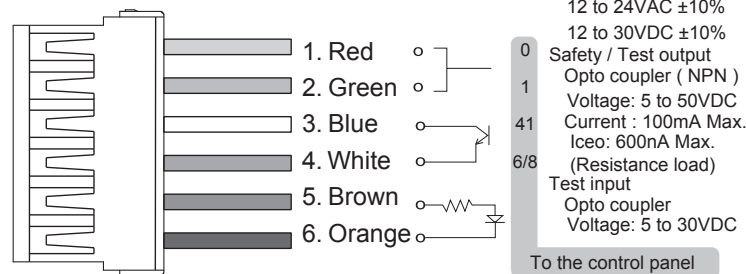 12 to 24VAC ±10%
12 to 30VDC ±10%
1. Red
0
Safety / Test output
2. Green
1
Opto coupler ( NPN )
Voltage: 5 to 50VDC
3. Blue
41
Current : 100mA Max.
Iceo: 600nA Max.
4. White
6/8
(Resistance load)
Test input
5. Brown
Opto coupler
Voltage: 5 to 30VDC
6. Orange
To the control panel